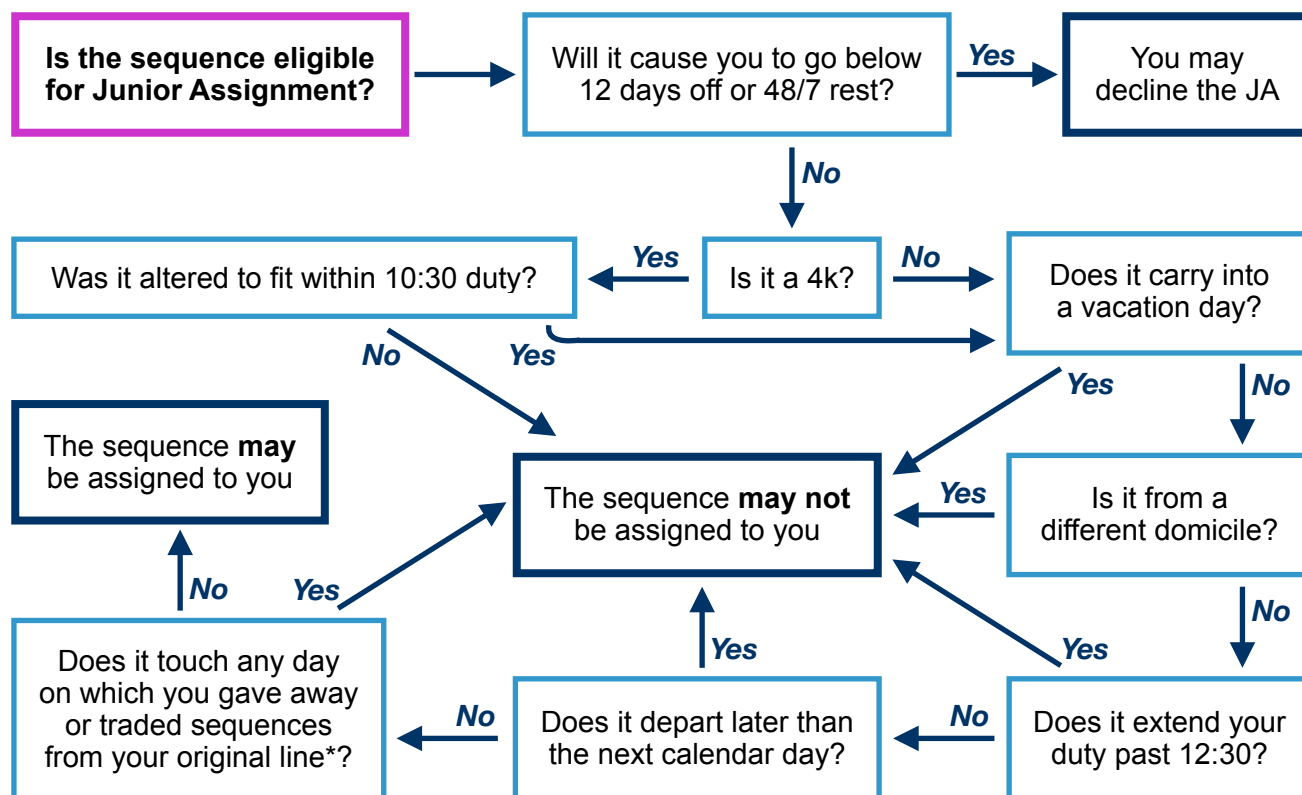 Is the sequence eligible
for Junior Assignment?
Will it cause you to go below
12 days off or 48/7 rest?
Yes
You may
decline the JA
No
Was it altered to fit within 10:30 duty?
Yes
Is it a 4k?
No
Does it carry into
a vacation day?
No
Yes
Yes
No
The sequence may
be assigned to you
The sequence may not
be assigned to you
Yes
Is it from a
different domicile?
No
Yes
No
Yes
Yes
Does it touch any day
on which you gave away
or traded sequences
from your original line*?
No
Does it depart later than
the next calendar day?
No
Does it extend your
duty past 12:30?